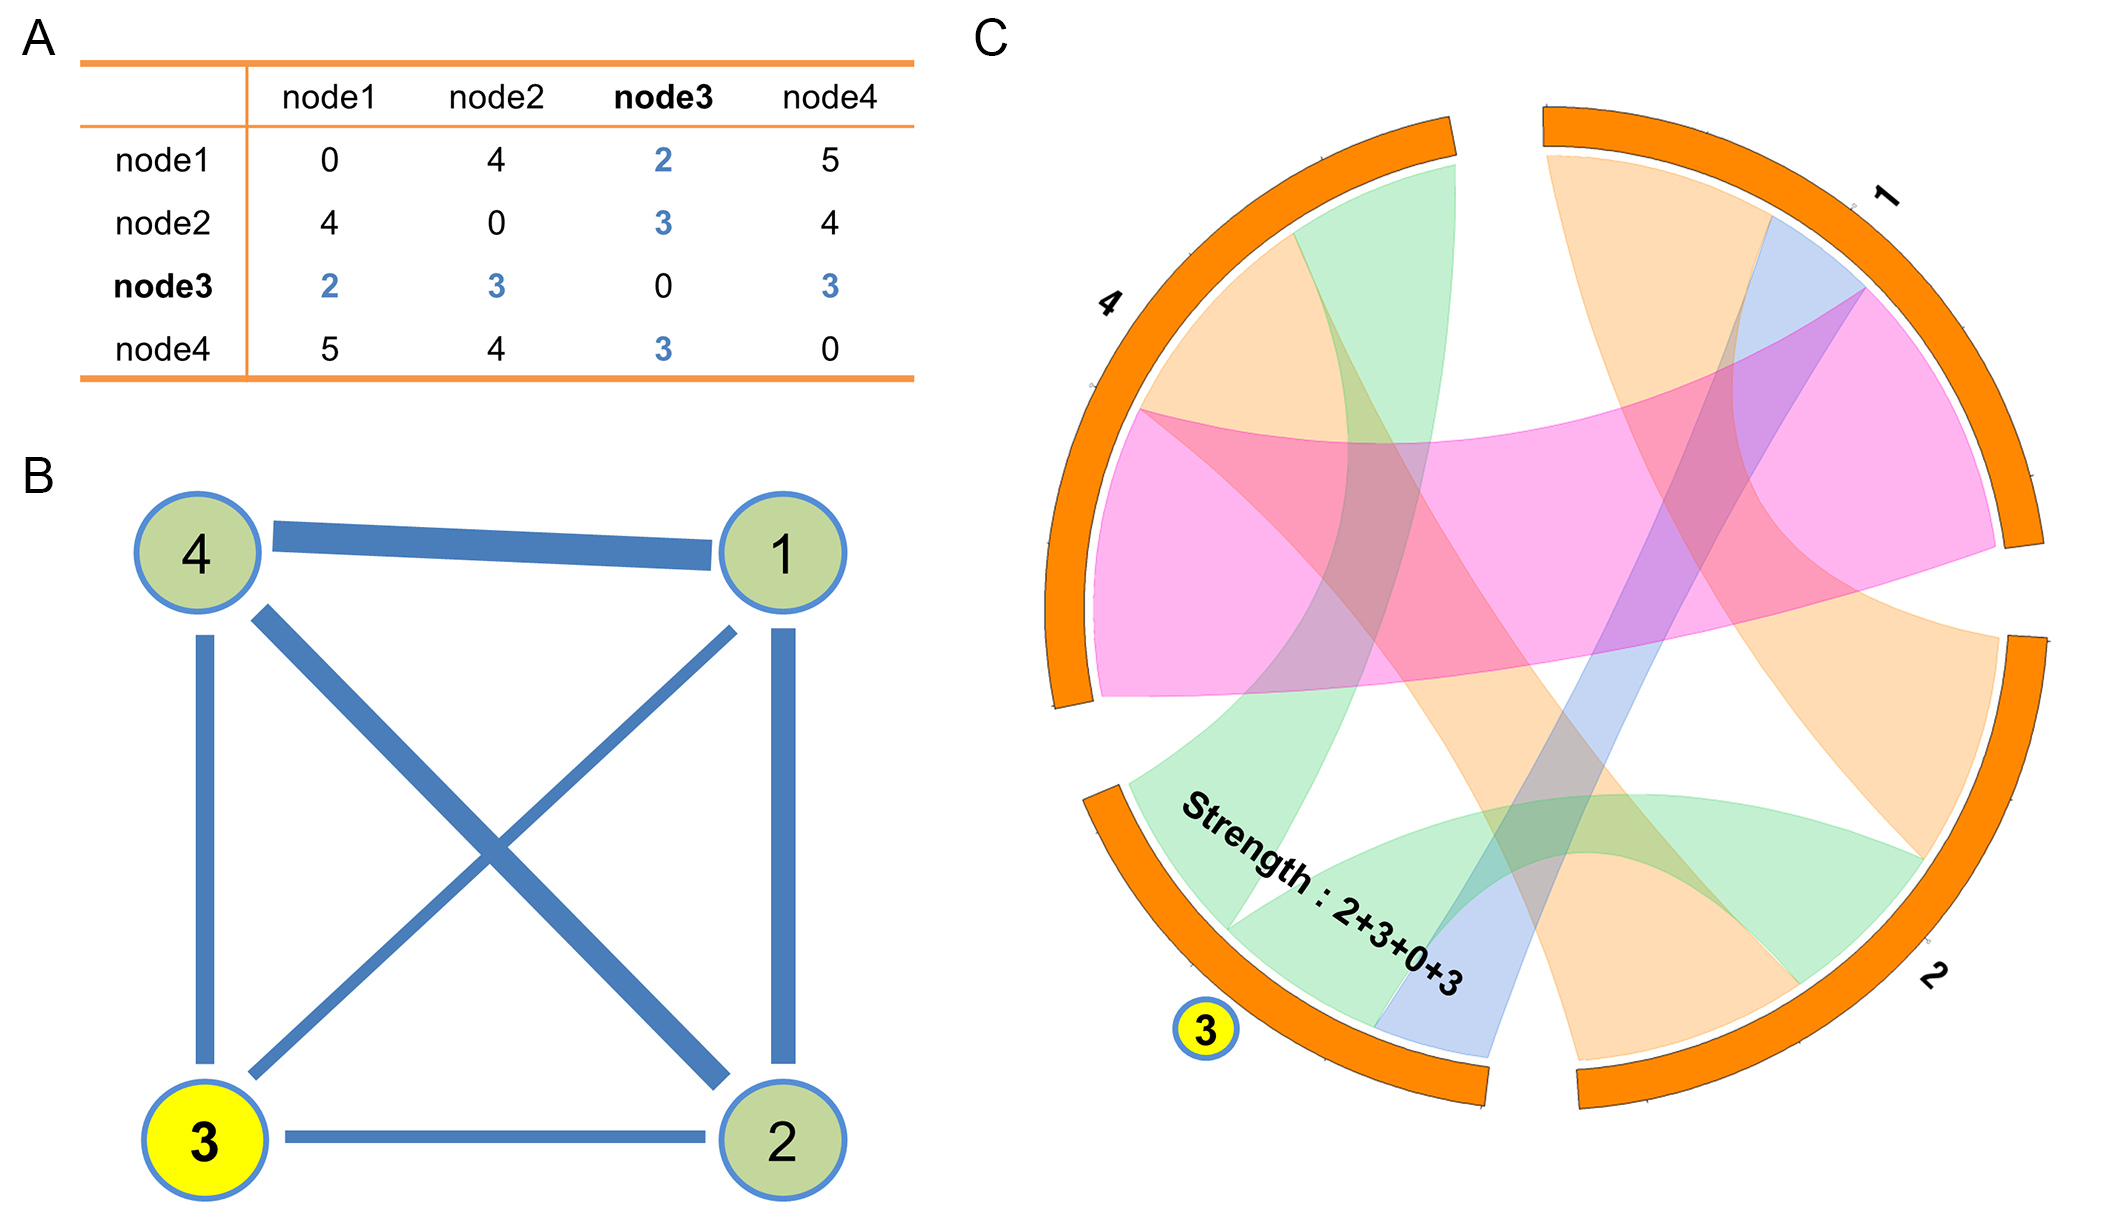 A
node1 node2 node3 node4
node1 0 4 2 5
node2 4 0 3 4
node3 2 3 0 3
node4 5 4 3 0
B
4 1
3 2
C
1
4
Strength : 2+3+0+3
2
3